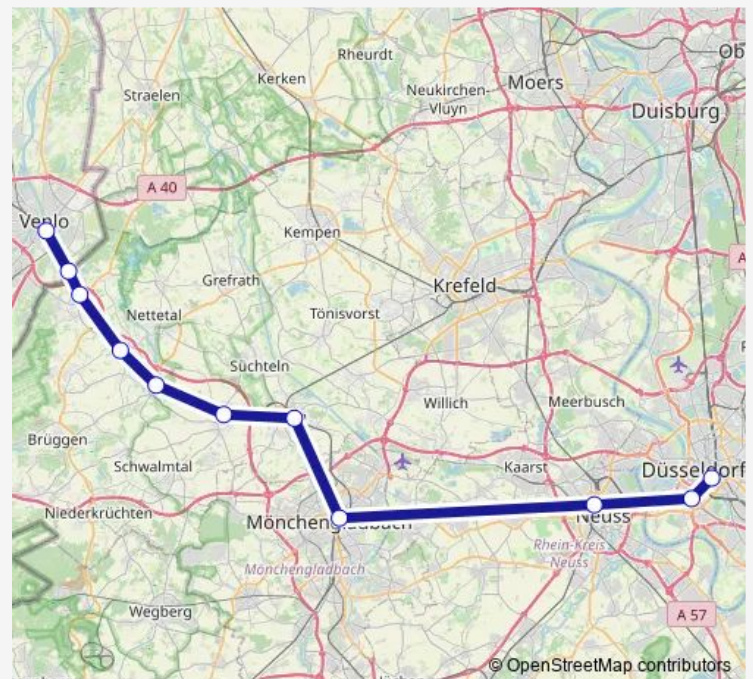 Rheurdt
Ob
Kerken
Moers
Straelen
Neukirchen-
Vluyn
Duisburg
A 40
Venlo
Kempen
A
Grefrath
Krefeld
Nettetal
Tönisvorst
Süchteln
Willich
Meerbusch
Brüggen
Schwalmtal
Kaarst
Düsseldorf
Niederkrüchten
Mönchengladbach
Neuss
Rhein-Kreis
Neuss
Mönchengladbach
Wegberg
A 57
© OpenStreetMap contributors